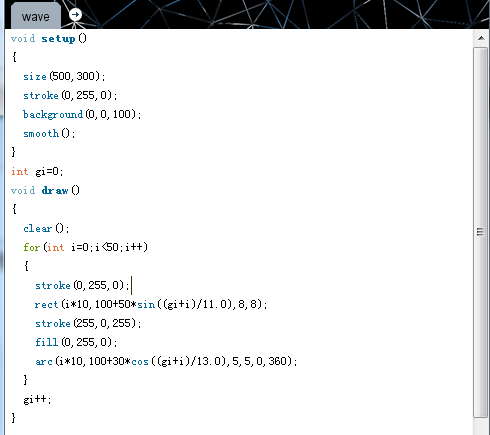 wave
void setup()
{
  size(500,300);
  stroke(0,255,0);
  background(0,0,100);
  smooth();
}
int gi=0;
void draw()
{
  clear();
  for(int i=0;i<50;i++)
  {
    stroke(0,255,0);
    rect(i*10,100+50*sin((gi+i)/11.0),8,8);
    stroke(255,0,255);
    fill(0,255,0);
    arc(i*10,100+30*cos((gi+i)/13.0),5,5,0,360);
  }
  gi++;
}